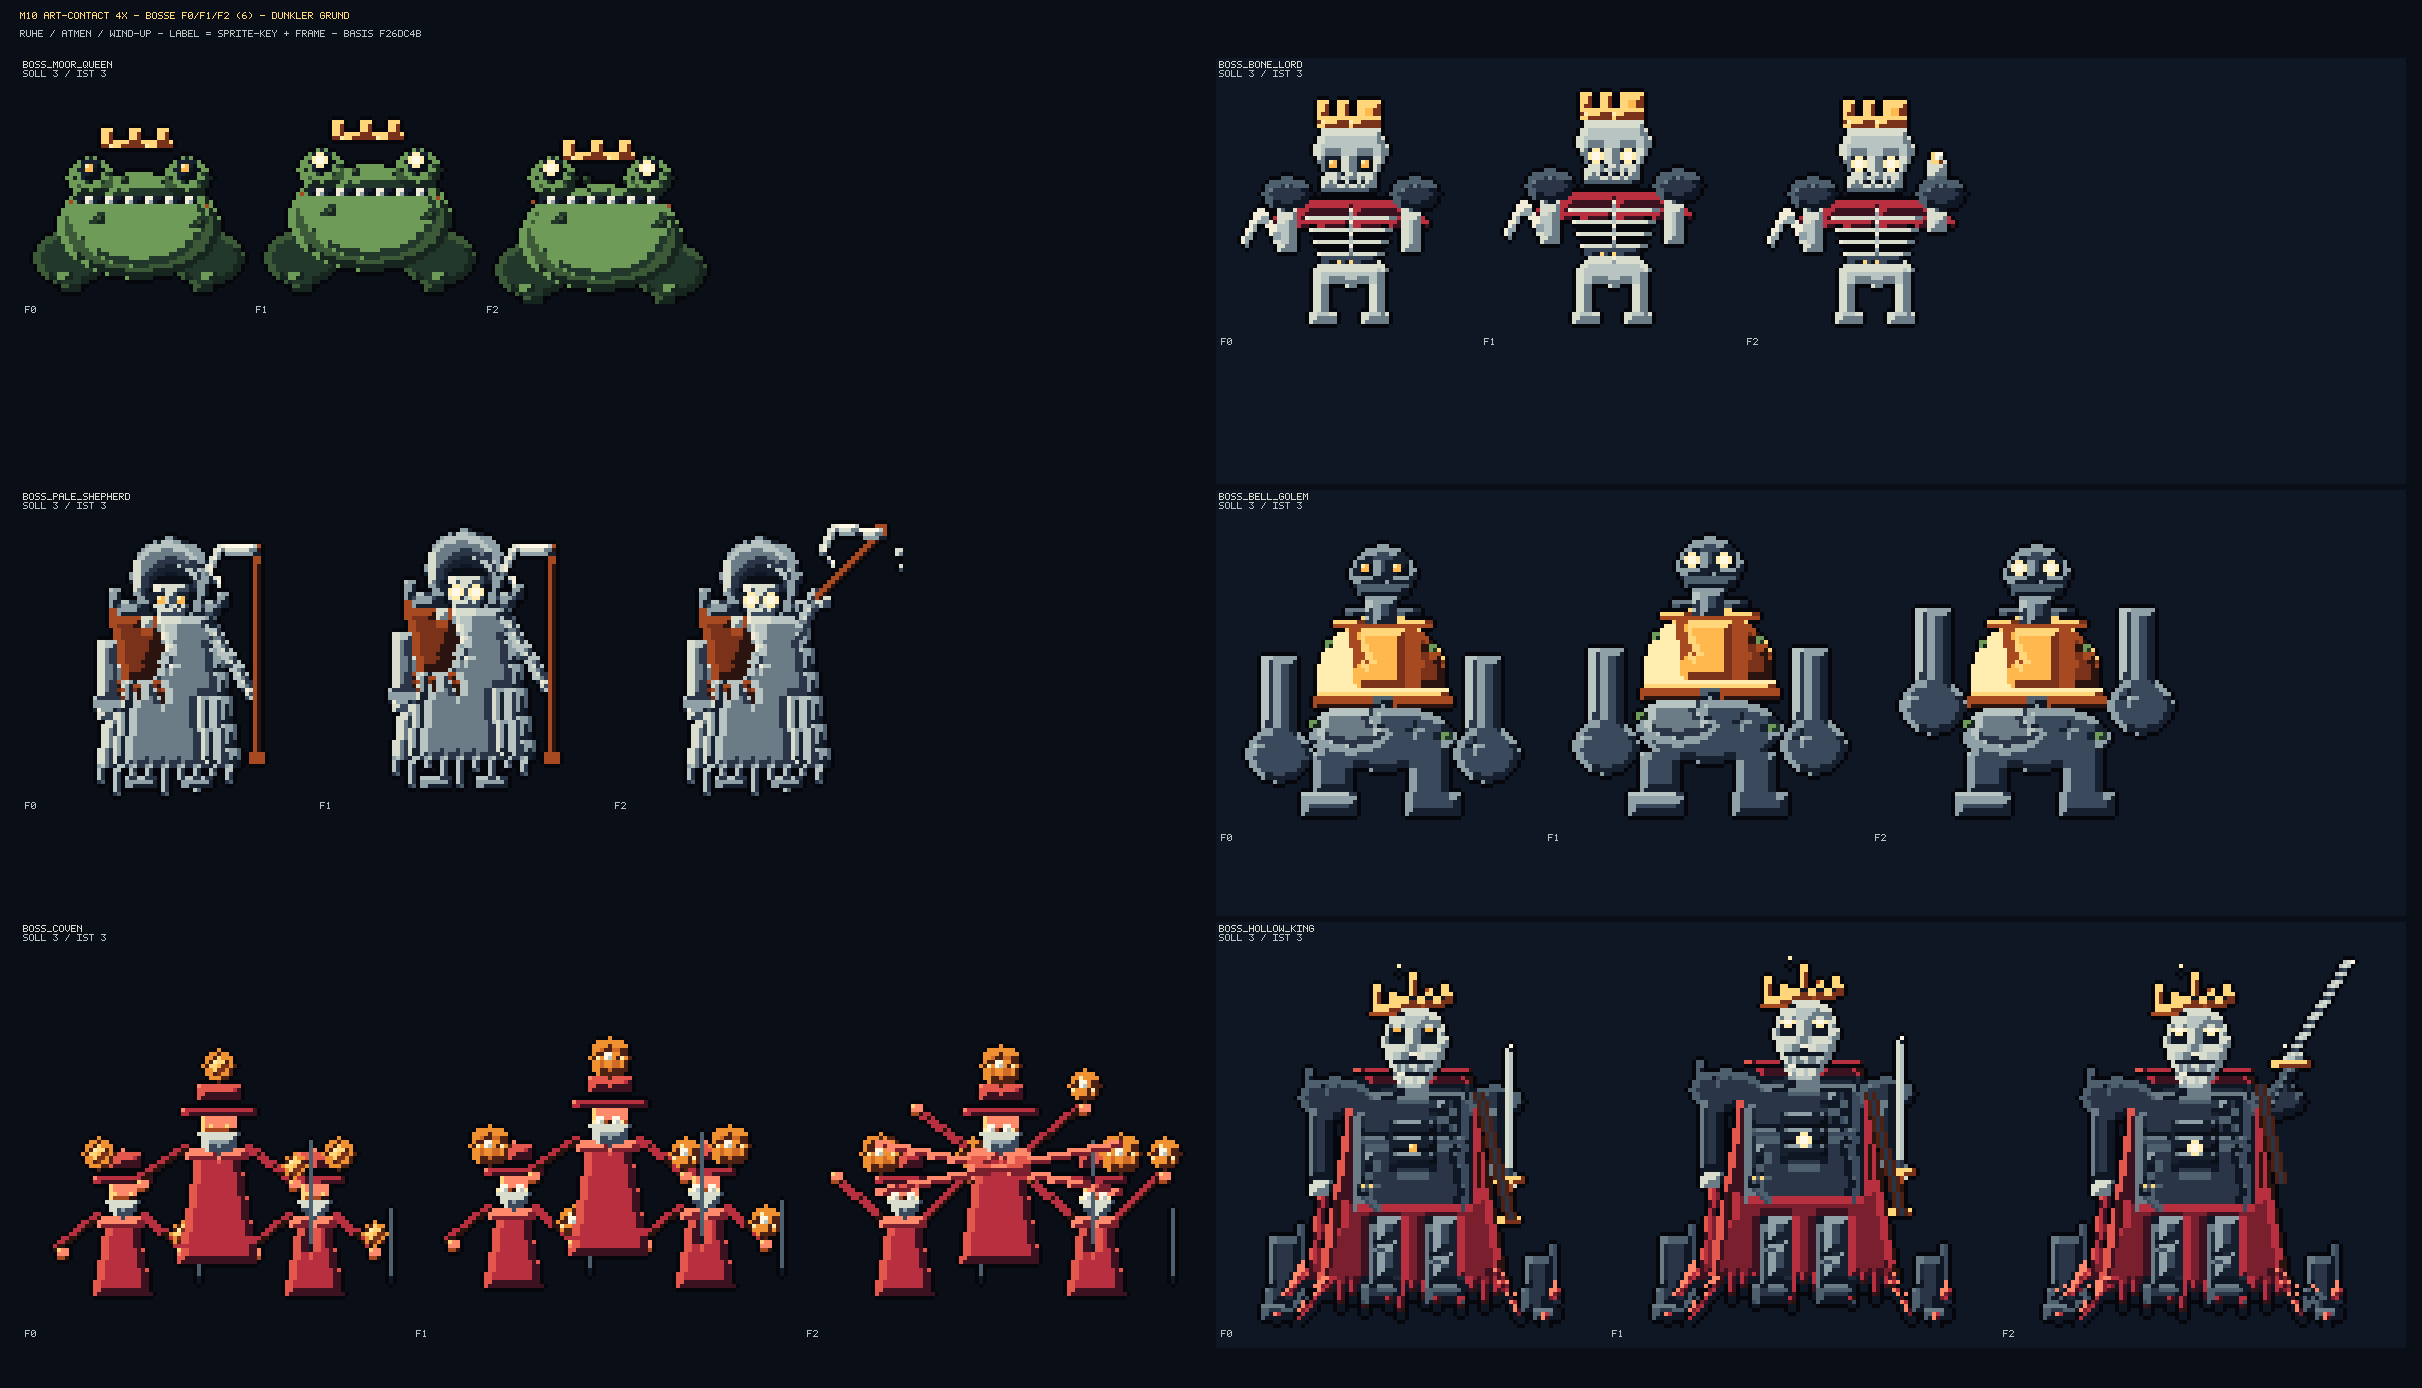 M10 ART-CONTACT 4X - BOSSE F0/F1/F2 (6) - DUNKLER GRUND
RUHE / ATMEN / WIND-UP - LABEL = SPRITE-KEY + FRAME - BASIS F26DC4B
BOSS_MOOR_QUEEN
SOLL 3 / IST 3
F0
F1
F2
BOSS_BONE_LORD
SOLL 3 / IST 3
F0
F1
F2
BOSS_PALE_SHEPHERD
SOLL 3 / IST 3
F0
F1
F2
BOSS_BELL_GOLEM
SOLL 3 / IST 3
F0
F1
F2
BOSS_COVEN
SOLL 3 / IST 3
F0
F1
F2
BOSS_HOLLOW_KING
SOLL 3 / IST 3
F0
F1
F2